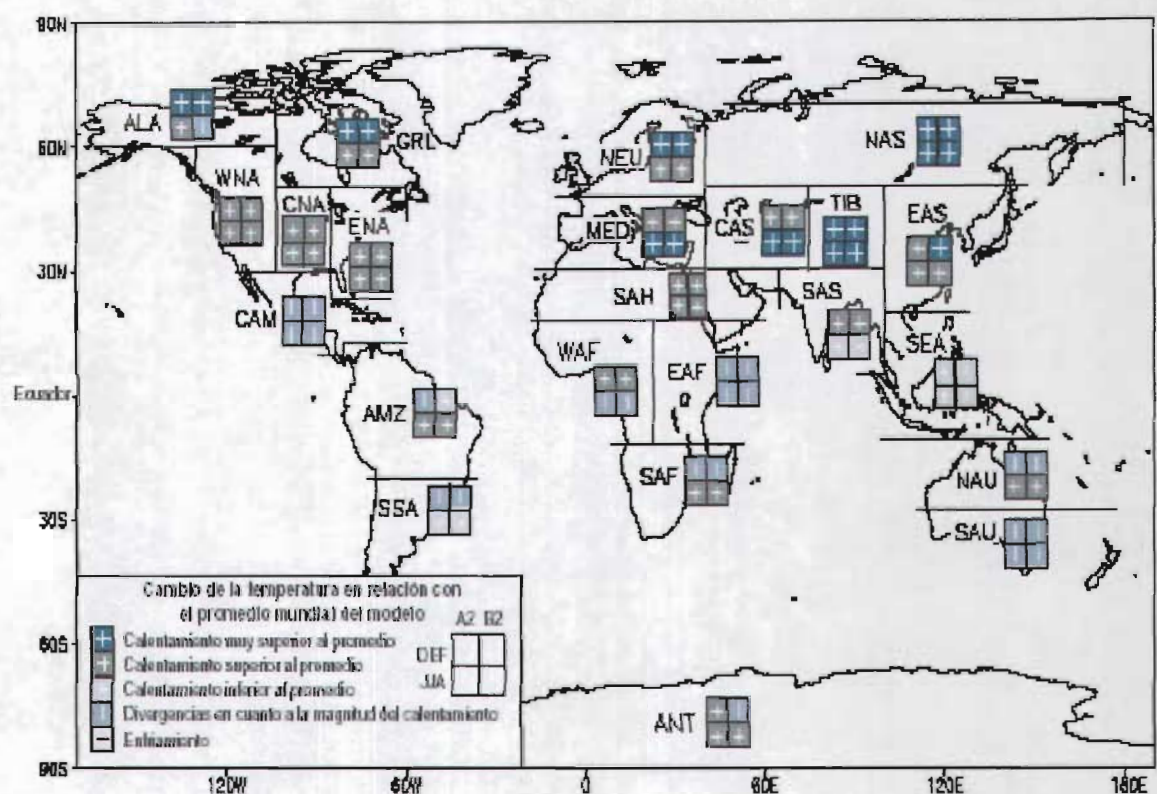 90N
ALA
GRL
60N
NEU
NAS
WNA
CNA
ENA
MED
CAS
TIB
EAS
30N
SAH
SAS
CAM
WAF
EAF
SEA
Ecuador
AMZ
SAF
NAU
30S
SSA
SAU
Cambio de la temperatura en relación con
el promedio mundial del modelo
A2 B2
Calentamiento muy superior al promedio
DEF
Calentamiento superior al promedio
JJA
Calentamiento inferior al promedio
Divergencias en cuanto a la magnitud del calentamiento
Enfriamiento
60S
ANT
90S
120W 60W 0 60E 120E 180E